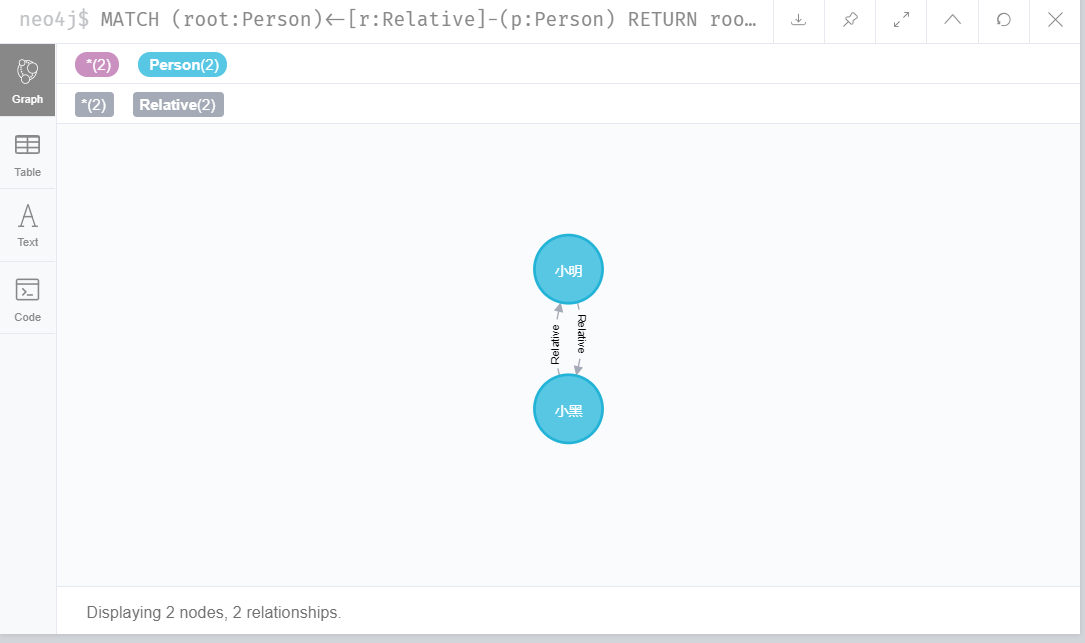 neo4j$ MATCH (root:Person)<-[r:Relative]-(p:Person) RETURN roo…
*(2) Person(2)
*(2) Relative(2)
Graph
Table
Text
Code
小明
Relative
Relative
小黑
Displaying 2 nodes, 2 relationships.